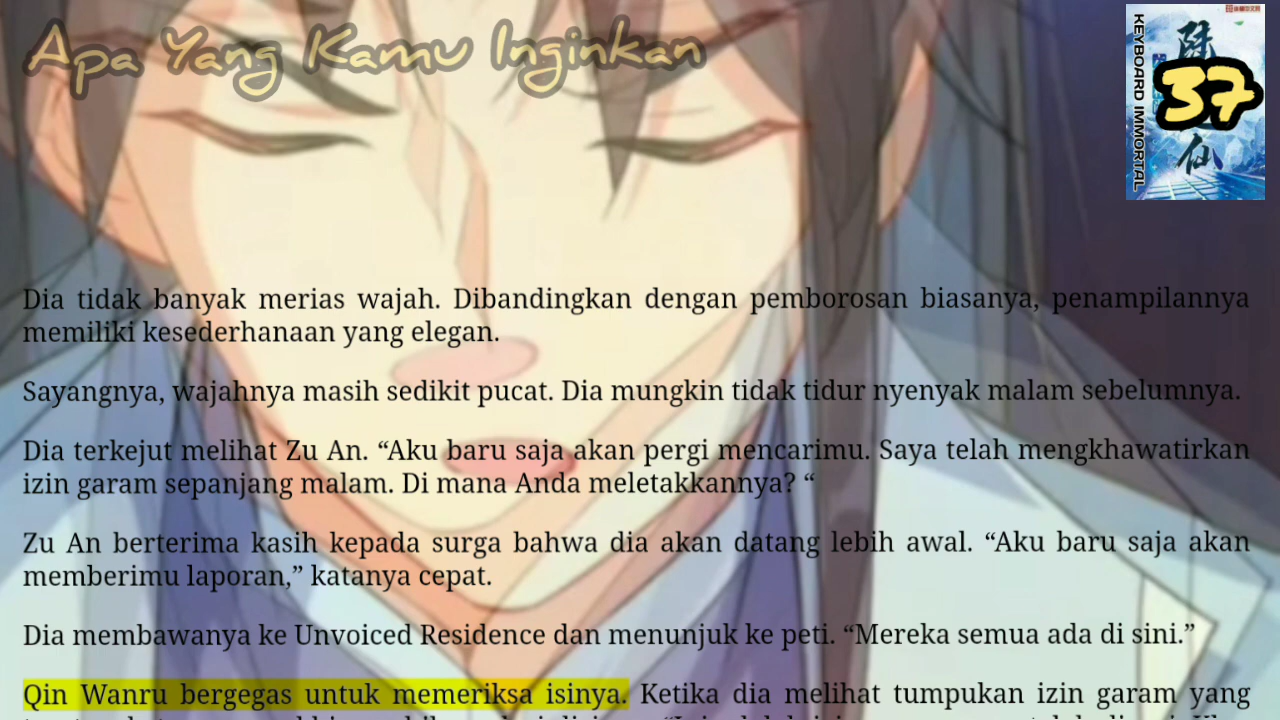 Apa Yang Kamu Inginkan
KEYBOARD IMMORTAL
37
仙
Dia tidak banyak merias wajah. Dibandingkan dengan pemborosan biasanya, penampilannya
memiliki kesederhanaan yang elegan.
Sayangnya, wajahnya masih sedikit pucat. Dia mungkin tidak tidur nyenyak malam sebelumnya.
Dia terkejut melihat Zu An. “Aku baru saja akan pergi mencarimu. Saya telah mengkhawatirkan
izin garam sepanjang malam. Di mana Anda meletakkannya? “
Zu An berterima kasih kepada surga bahwa dia akan datang lebih awal. “Aku baru saja akan
memberimu laporan,” katanya cepat.
Dia membawanya ke Unvoiced Residence dan menunjuk ke peti. “Mereka semua ada di sini.”
Qin Wanru bergegas untuk memeriksa isinya. Ketika dia melihat tumpukan izin garam yang